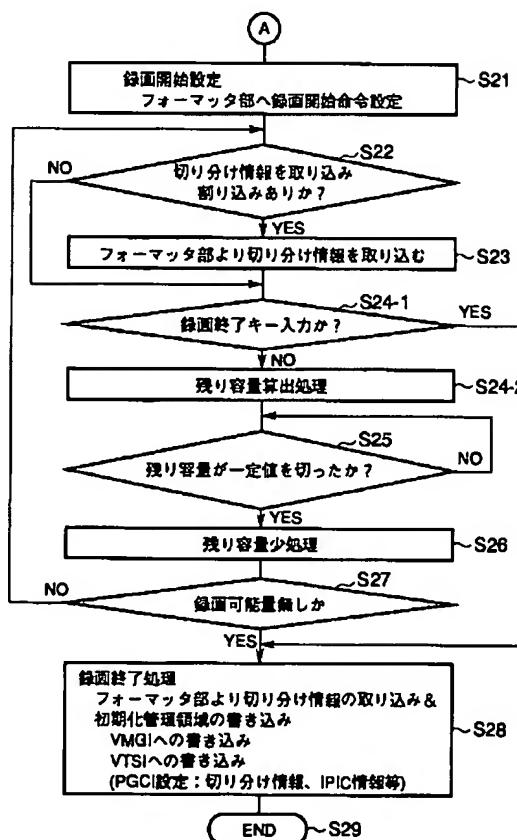 A
録画開始設定
フォーマッタ部へ録画開始命令設定
S21
S22
NO
切り分け情報を取り込み
割り込みありか?
YES
フォーマッタ部より切り分け情報を取り込む
S23
S24-1
YES
録画終了キー入力か?
NO
残り容量算出処理
S24-2
S25
残り容量が一定値を切ったか?
NO
YES
残り容量少処理
S26
S27
NO
録画可能量無しか
YES
録画終了処理
フォーマッタ部より切り分け情報の取り込み&
初期化管理領域の書き込み
VMGIへの書き込み
VTSIへの書き込み
(PGCI設定;切り分け情報、IPIC情報等)
S28
END
S29